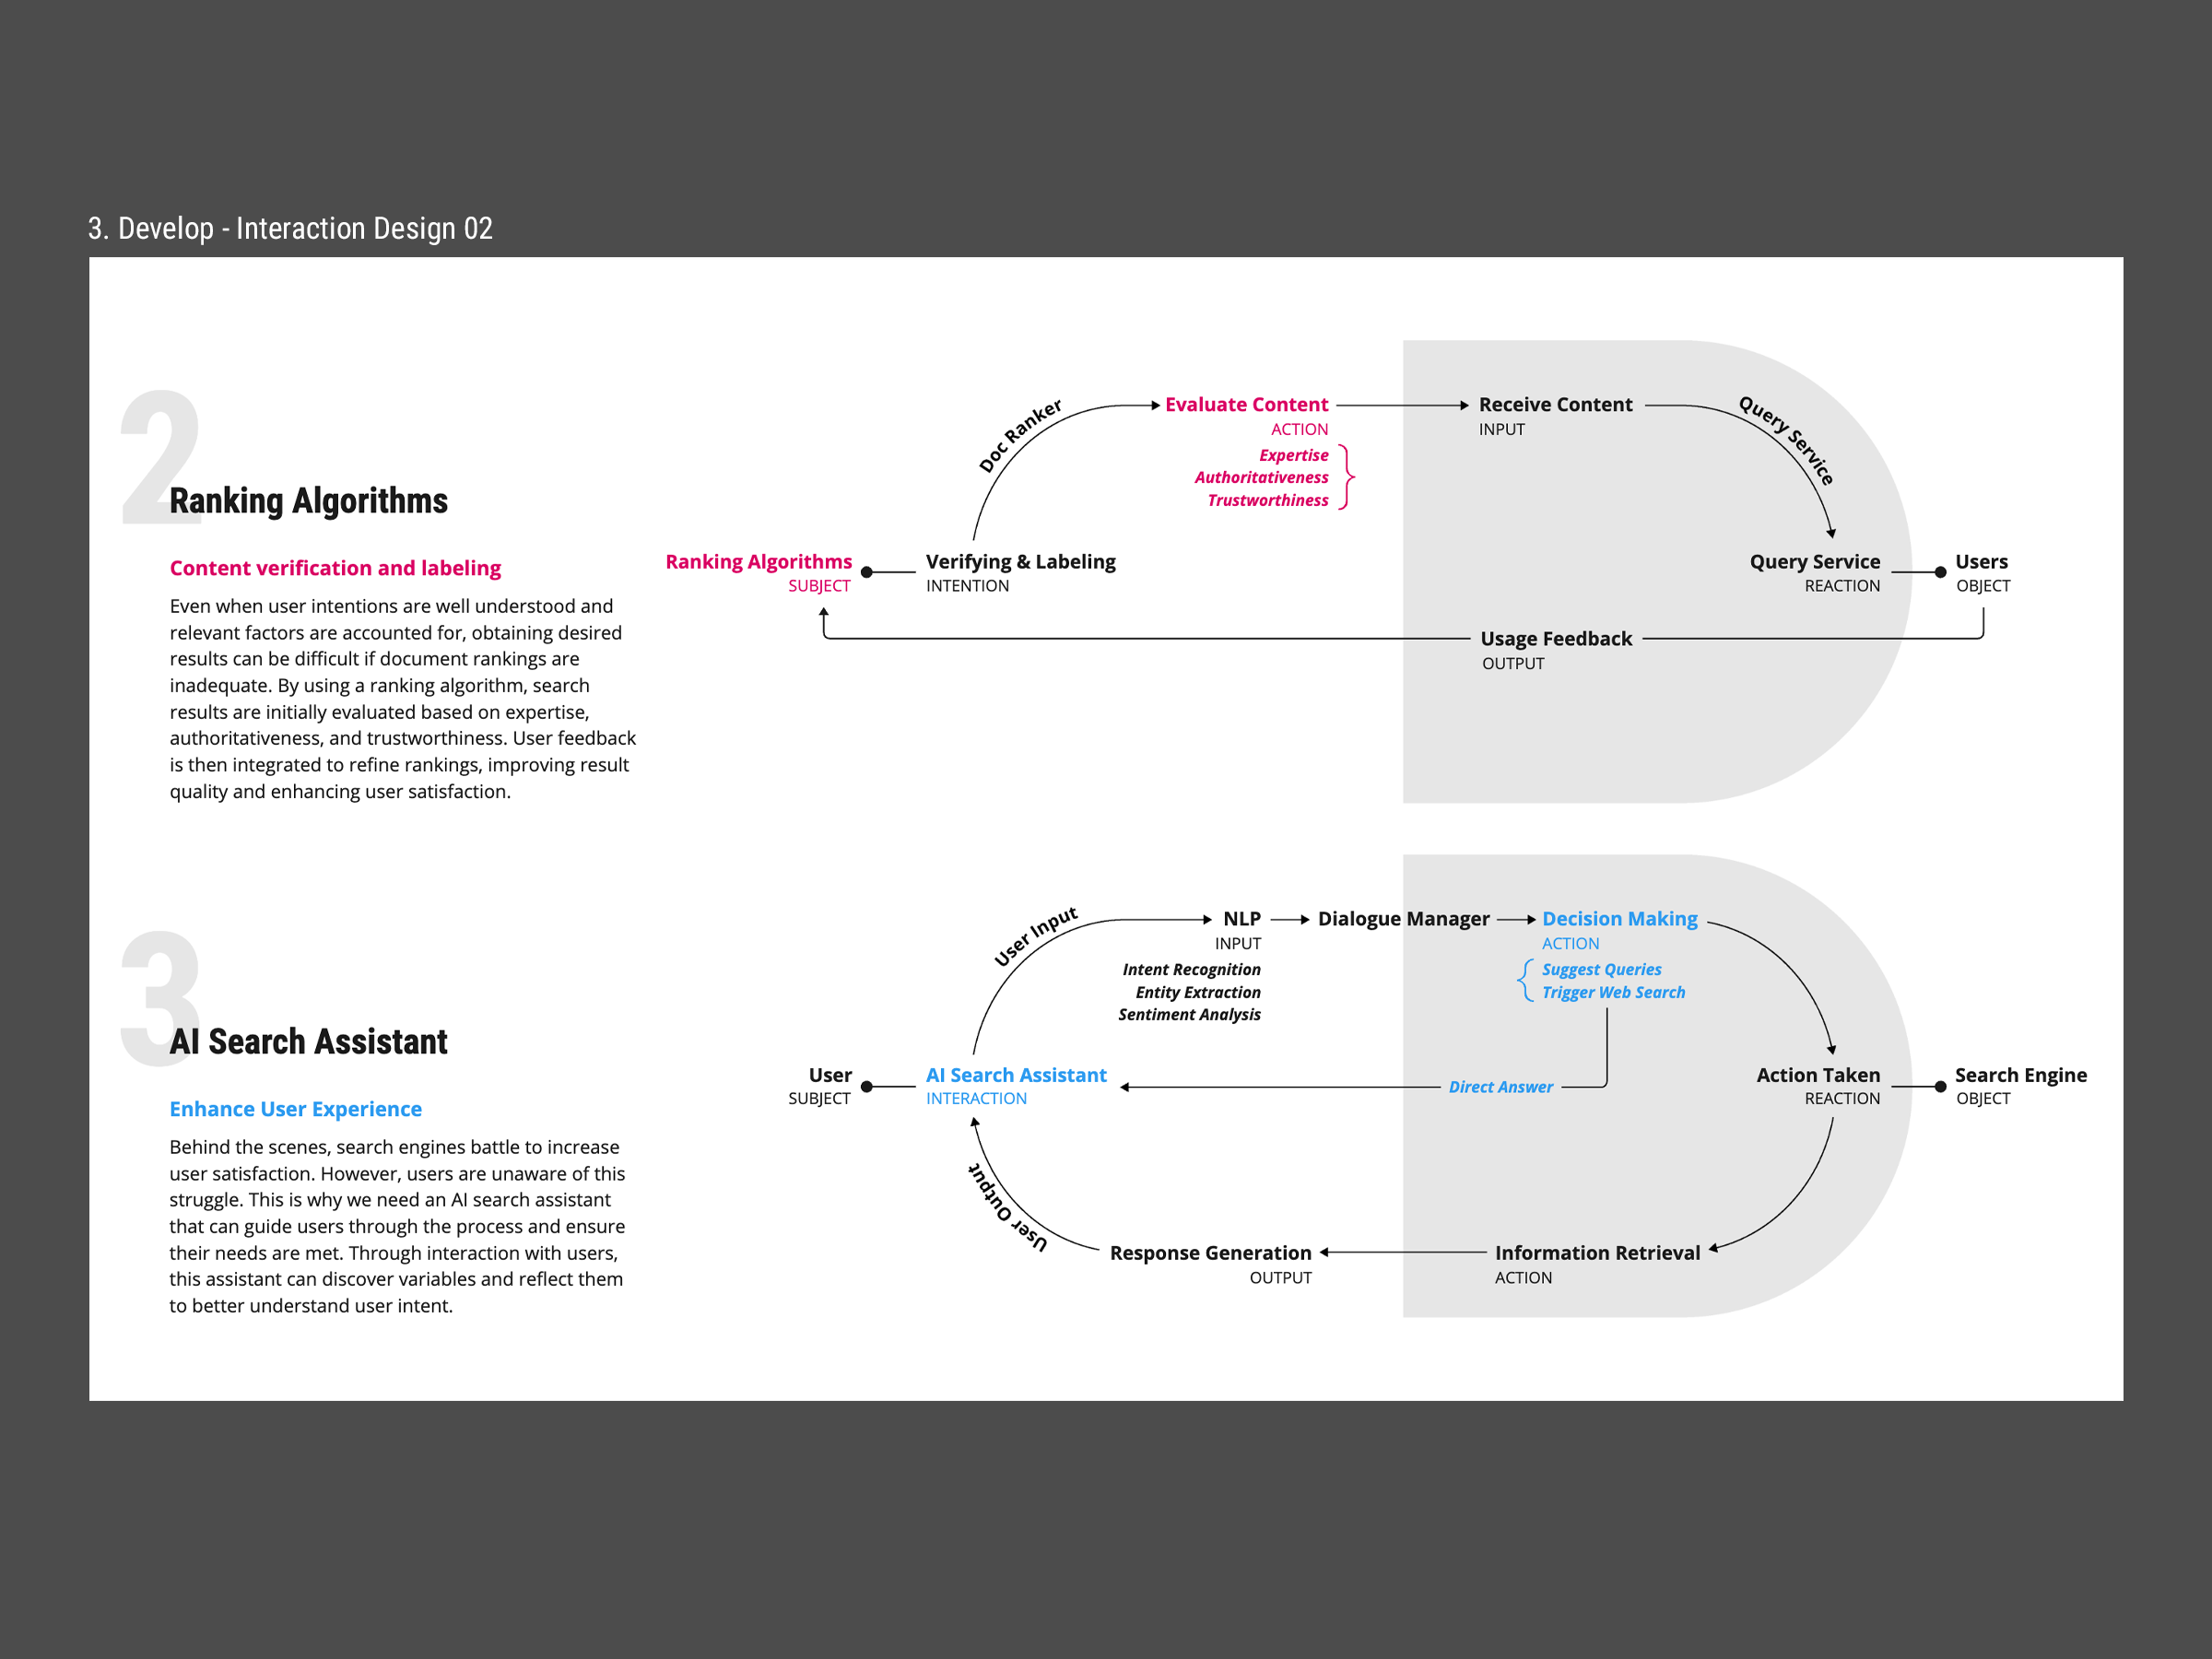 3. Develop - Interaction Design 02
2
Ranking Algorithms
Content verification and labeling
Even when user intentions are well understood and
relevant factors are accounted for, obtaining desired
results can be difficult if document rankings are
inadequate. By using a ranking algorithm, search
results are initially evaluated based on expertise,
authoritativeness, and trustworthiness. User feedback
is then integrated to refine rankings, improving result
quality and enhancing user satisfaction.
Doc Ranker
Evaluate Content
ACTION
Expertise
Authoritativeness
Trustworthiness
Receive Content
INPUT
Query Service
Ranking Algorithms
SUBJECT
Verifying & Labeling
INTENTION
Query Service
REACTION
Users
OBJECT
Usage Feedback
OUTPUT
3
AI Search Assistant
Enhance User Experience
Behind the scenes, search engines battle to increase
user satisfaction. However, users are unaware of this
struggle. This is why we need an AI search assistant
that can guide users through the process and ensure
their needs are met. Through interaction with users,
this assistant can discover variables and reflect them
to better understand user intent.
User Input
NLP
INPUT
Intent Recognition
Entity Extraction
Sentiment Analysis
Dialogue Manager
Decision Making
ACTION
Suggest Queries
Trigger Web Search
User
SUBJECT
AI Search Assistant
INTERACTION
Direct Answer
Action Taken
REACTION
Search Engine
OBJECT
User Output
Response Generation
OUTPUT
Information Retrieval
ACTION